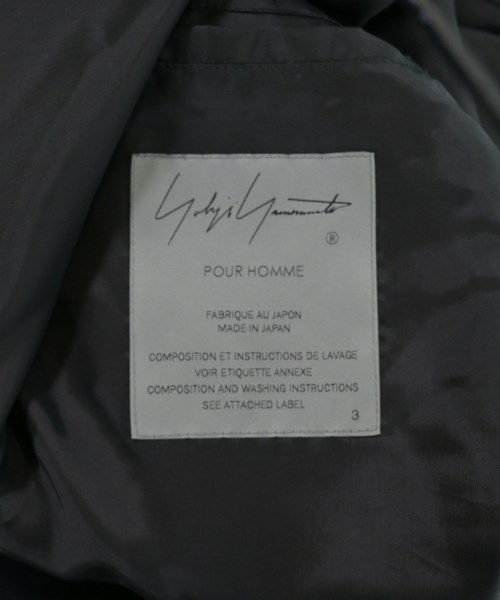 Yohji Yamamoto
®
POUR HOMME
FABRIQUE AU JAPON
MADE IN JAPAN
COMPOSITION ET INSTRUCTIONS DE LAVAGE
VOIR ETIQUETTE ANNEXE
COMPOSITION AND WASHING INSTRUCTIONS
SEE ATTACHED LABEL
3